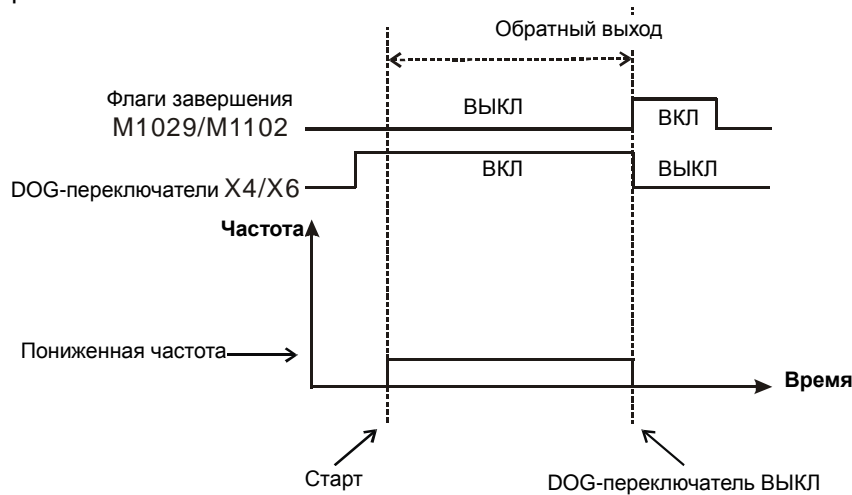 Обратный выход
Флаги завершения
M1029/M1102
ВЫКЛ
ВКЛ
DOG-переключатели X4/X6
ВКЛ
ВЫКЛ
Частота
Пониженная частота
Время
Старт
DOG-переключатель ВЫКЛ